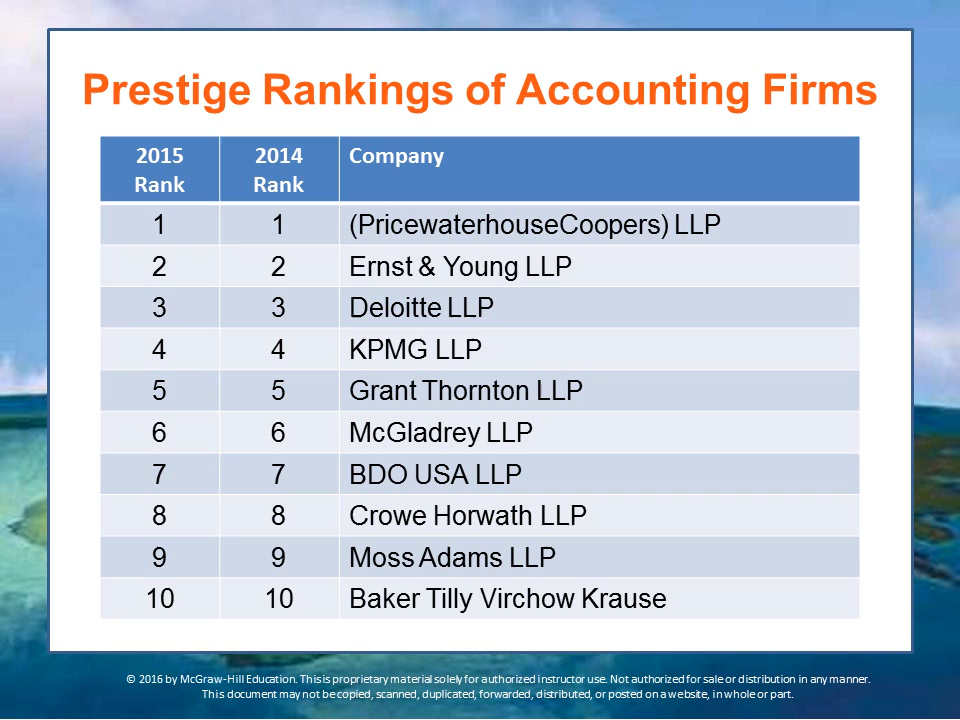 Prestige Rankings of Accounting Firms
2015 Rank 2014 Rank Company
1 1 (PricewaterhouseCoopers) LLP
2 2 Ernst & Young LLP
3 3 Deloitte LLP
4 4 KPMG LLP
5 5 Grant Thornton LLP
6 6 McGladrey LLP
7 7 BDO USA LLP
8 8 Crowe Horwath LLP
9 9 Moss Adams LLP
10 10 Baker Tilly Virchow Krause
© 2016 by McGraw-Hill Education. This is proprietary material solely for authorized instructor use. Not authorized for sale or distribution in any manner.
This document may not be copied, scanned, duplicated, forwarded, distributed, or posted on a website, in whole or part.